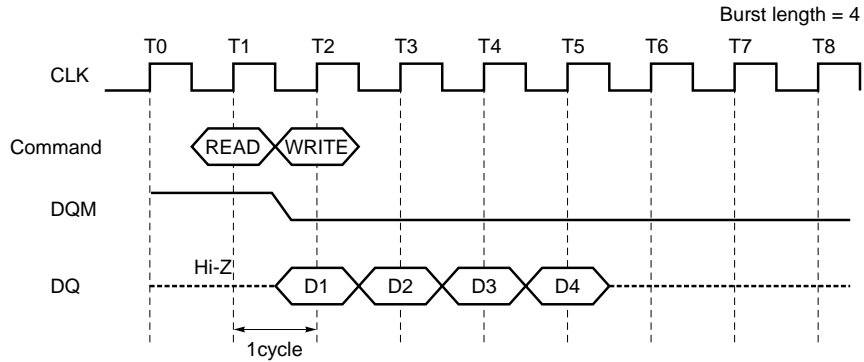 Burst length = 4
T0 T1 T2 T3 T4 T5 T6 T7 T8
CLK
Command READ WRITE
DQM
Hi-Z
DQ D1 D2 D3 D4
1cycle